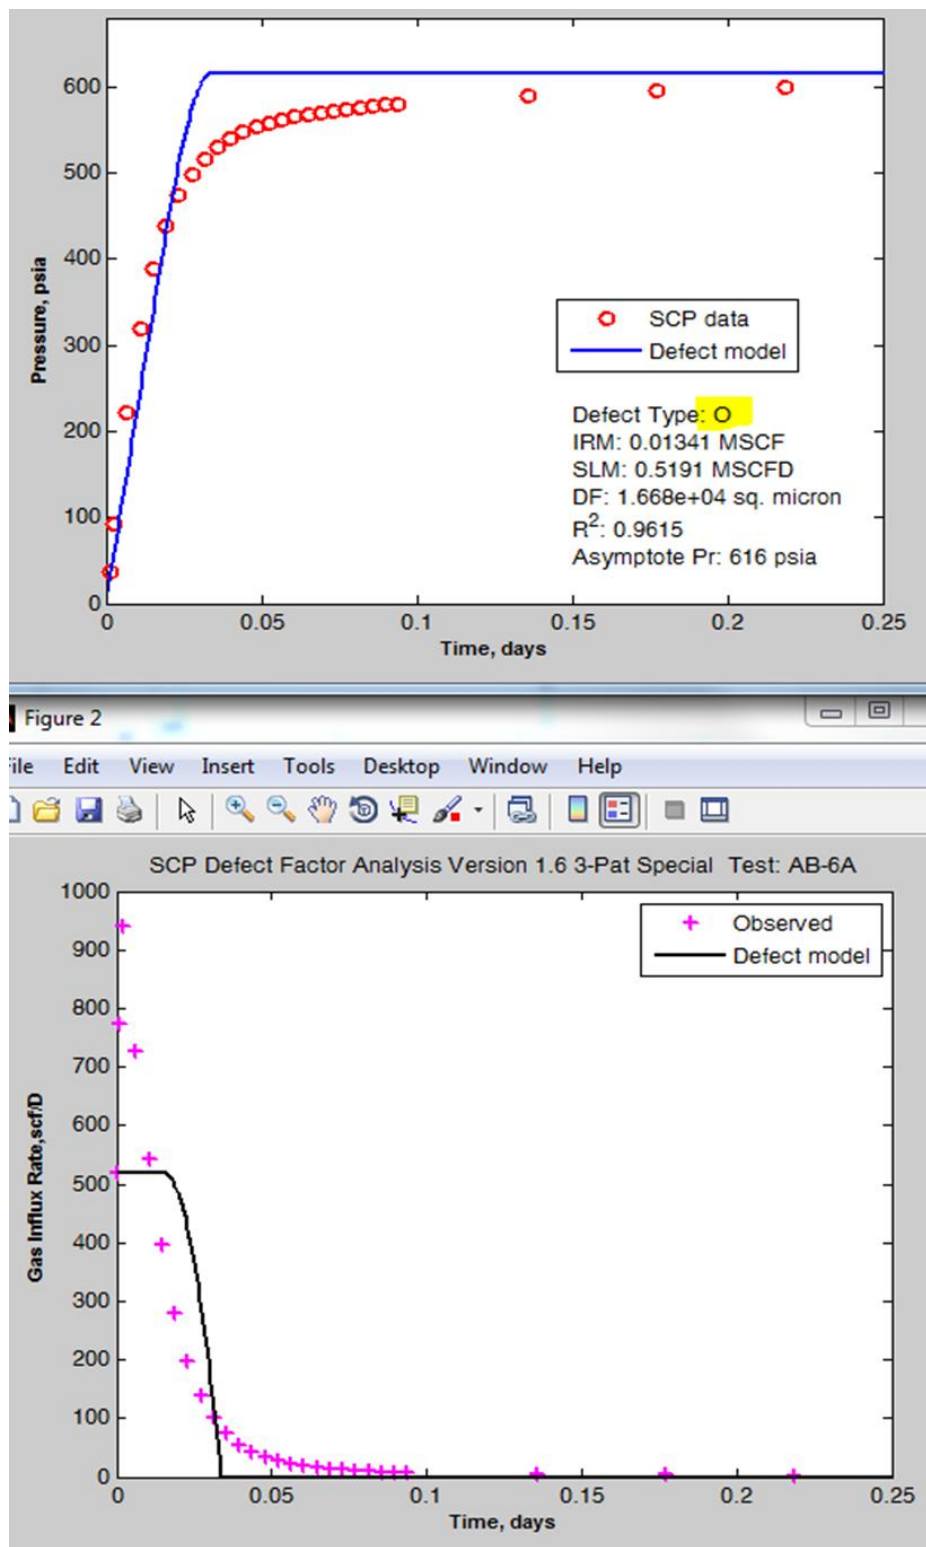 600
500
400
300
200
100
0
Pressure, psia
SCP data
Defect model
Defect Type: O
IRM: 0.01341 MSCF
SLM: 0.5191 MSCFD
DF: 1.668e+04 sq. micron
R²: 0.9615
Asymptote Pr: 616 psia
0 0.05 0.1 0.15 0.2 0.25
Time, days
Figure 2
ile Edit View Insert Tools Desktop Window Help
SCP Defect Factor Analysis Version 1.6 3-Pat Special Test: AB-6A
1000
900
800
700
600
500
400
300
200
100
0
Gas Influx Rate,scf/D
Observed
Defect model
0 0.05 0.1 0.15 0.2 0.25
Time, days